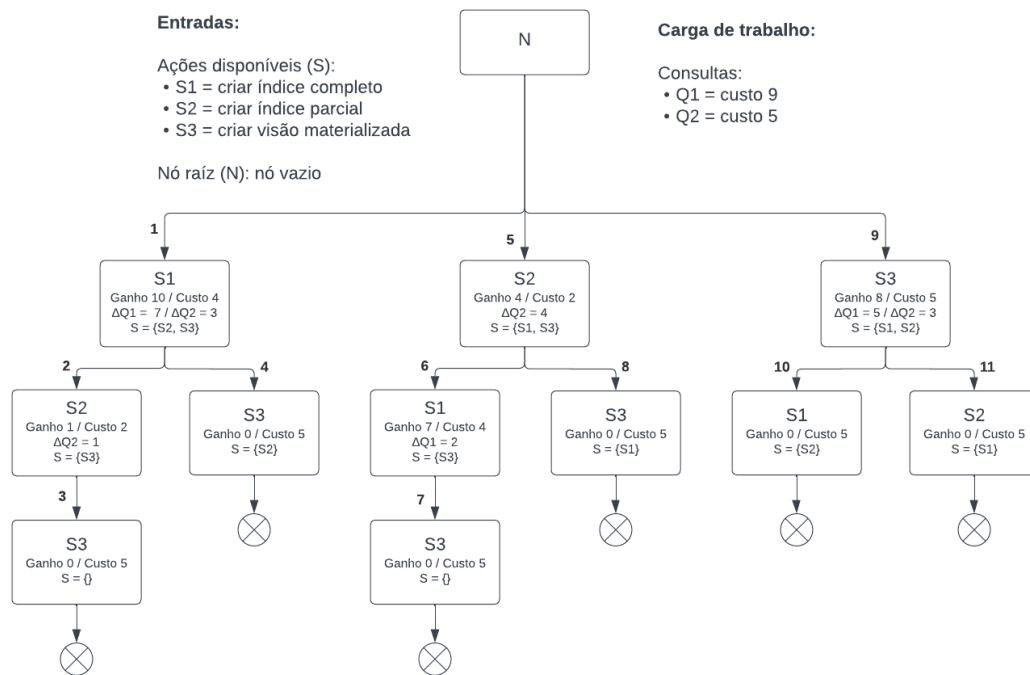 Entradas:
Ações disponíveis (S):
• S1 = criar índice completo
• S2 = criar índice parcial
• S3 = criar visão materializada
Nó raíz (N): nó vazio
N
Carga de trabalho:
Consultas:
• Q1 = custo 9
• Q2 = custo 5
1
5
9
S1
Ganho 10 / Custo 4
ΔQ1 = 7 / ΔQ2 = 3
S = {S2, S3}
S2
Ganho 4 / Custo 2
ΔQ2 = 4
S = {S1, S3}
S3
Ganho 8 / Custo 5
ΔQ1 = 5 / ΔQ2 = 3
S = {S1, S2}
2
4
6
8
10
11
S2
Ganho 1 / Custo 2
ΔQ2 = 1
S = {S3}
S3
Ganho 0 / Custo 5
S = {S2}
S1
Ganho 7 / Custo 4
ΔQ1 = 2
S = {S3}
S3
Ganho 0 / Custo 5
S = {S1}
S1
Ganho 0 / Custo 5
S = {S2}
S2
Ganho 0 / Custo 5
S = {S1}
3
7
S3
Ganho 0 / Custo 5
S = {}
S3
Ganho 0 / Custo 5
S = {}